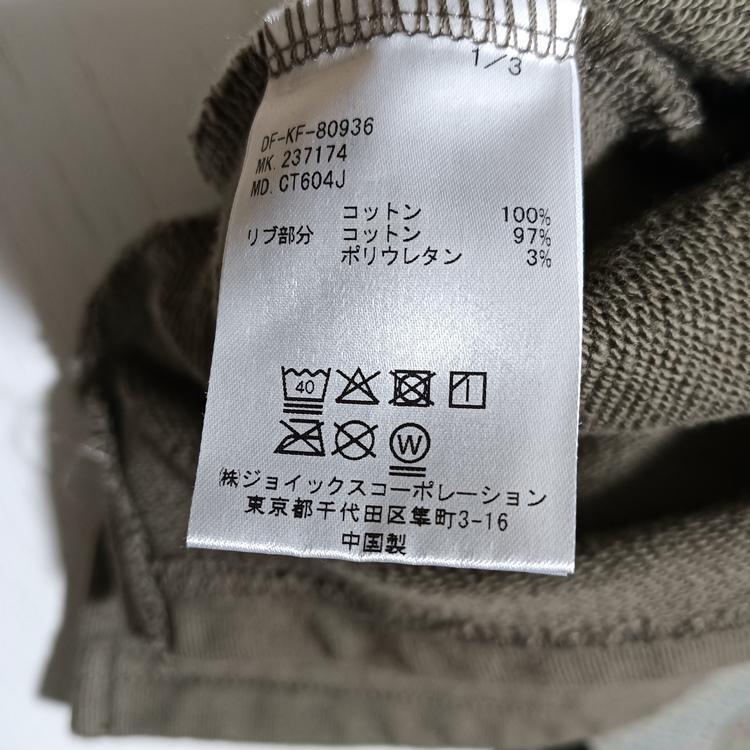 1/3
DF-KF-80936
MK. 237174
MD. CT604J
コットン 100%
リブ部分 コットン 97%
ポリウレタン 3%
40
W
㈱ジョイックスコーポレーション
東京都千代田区隼町3-16
中国製